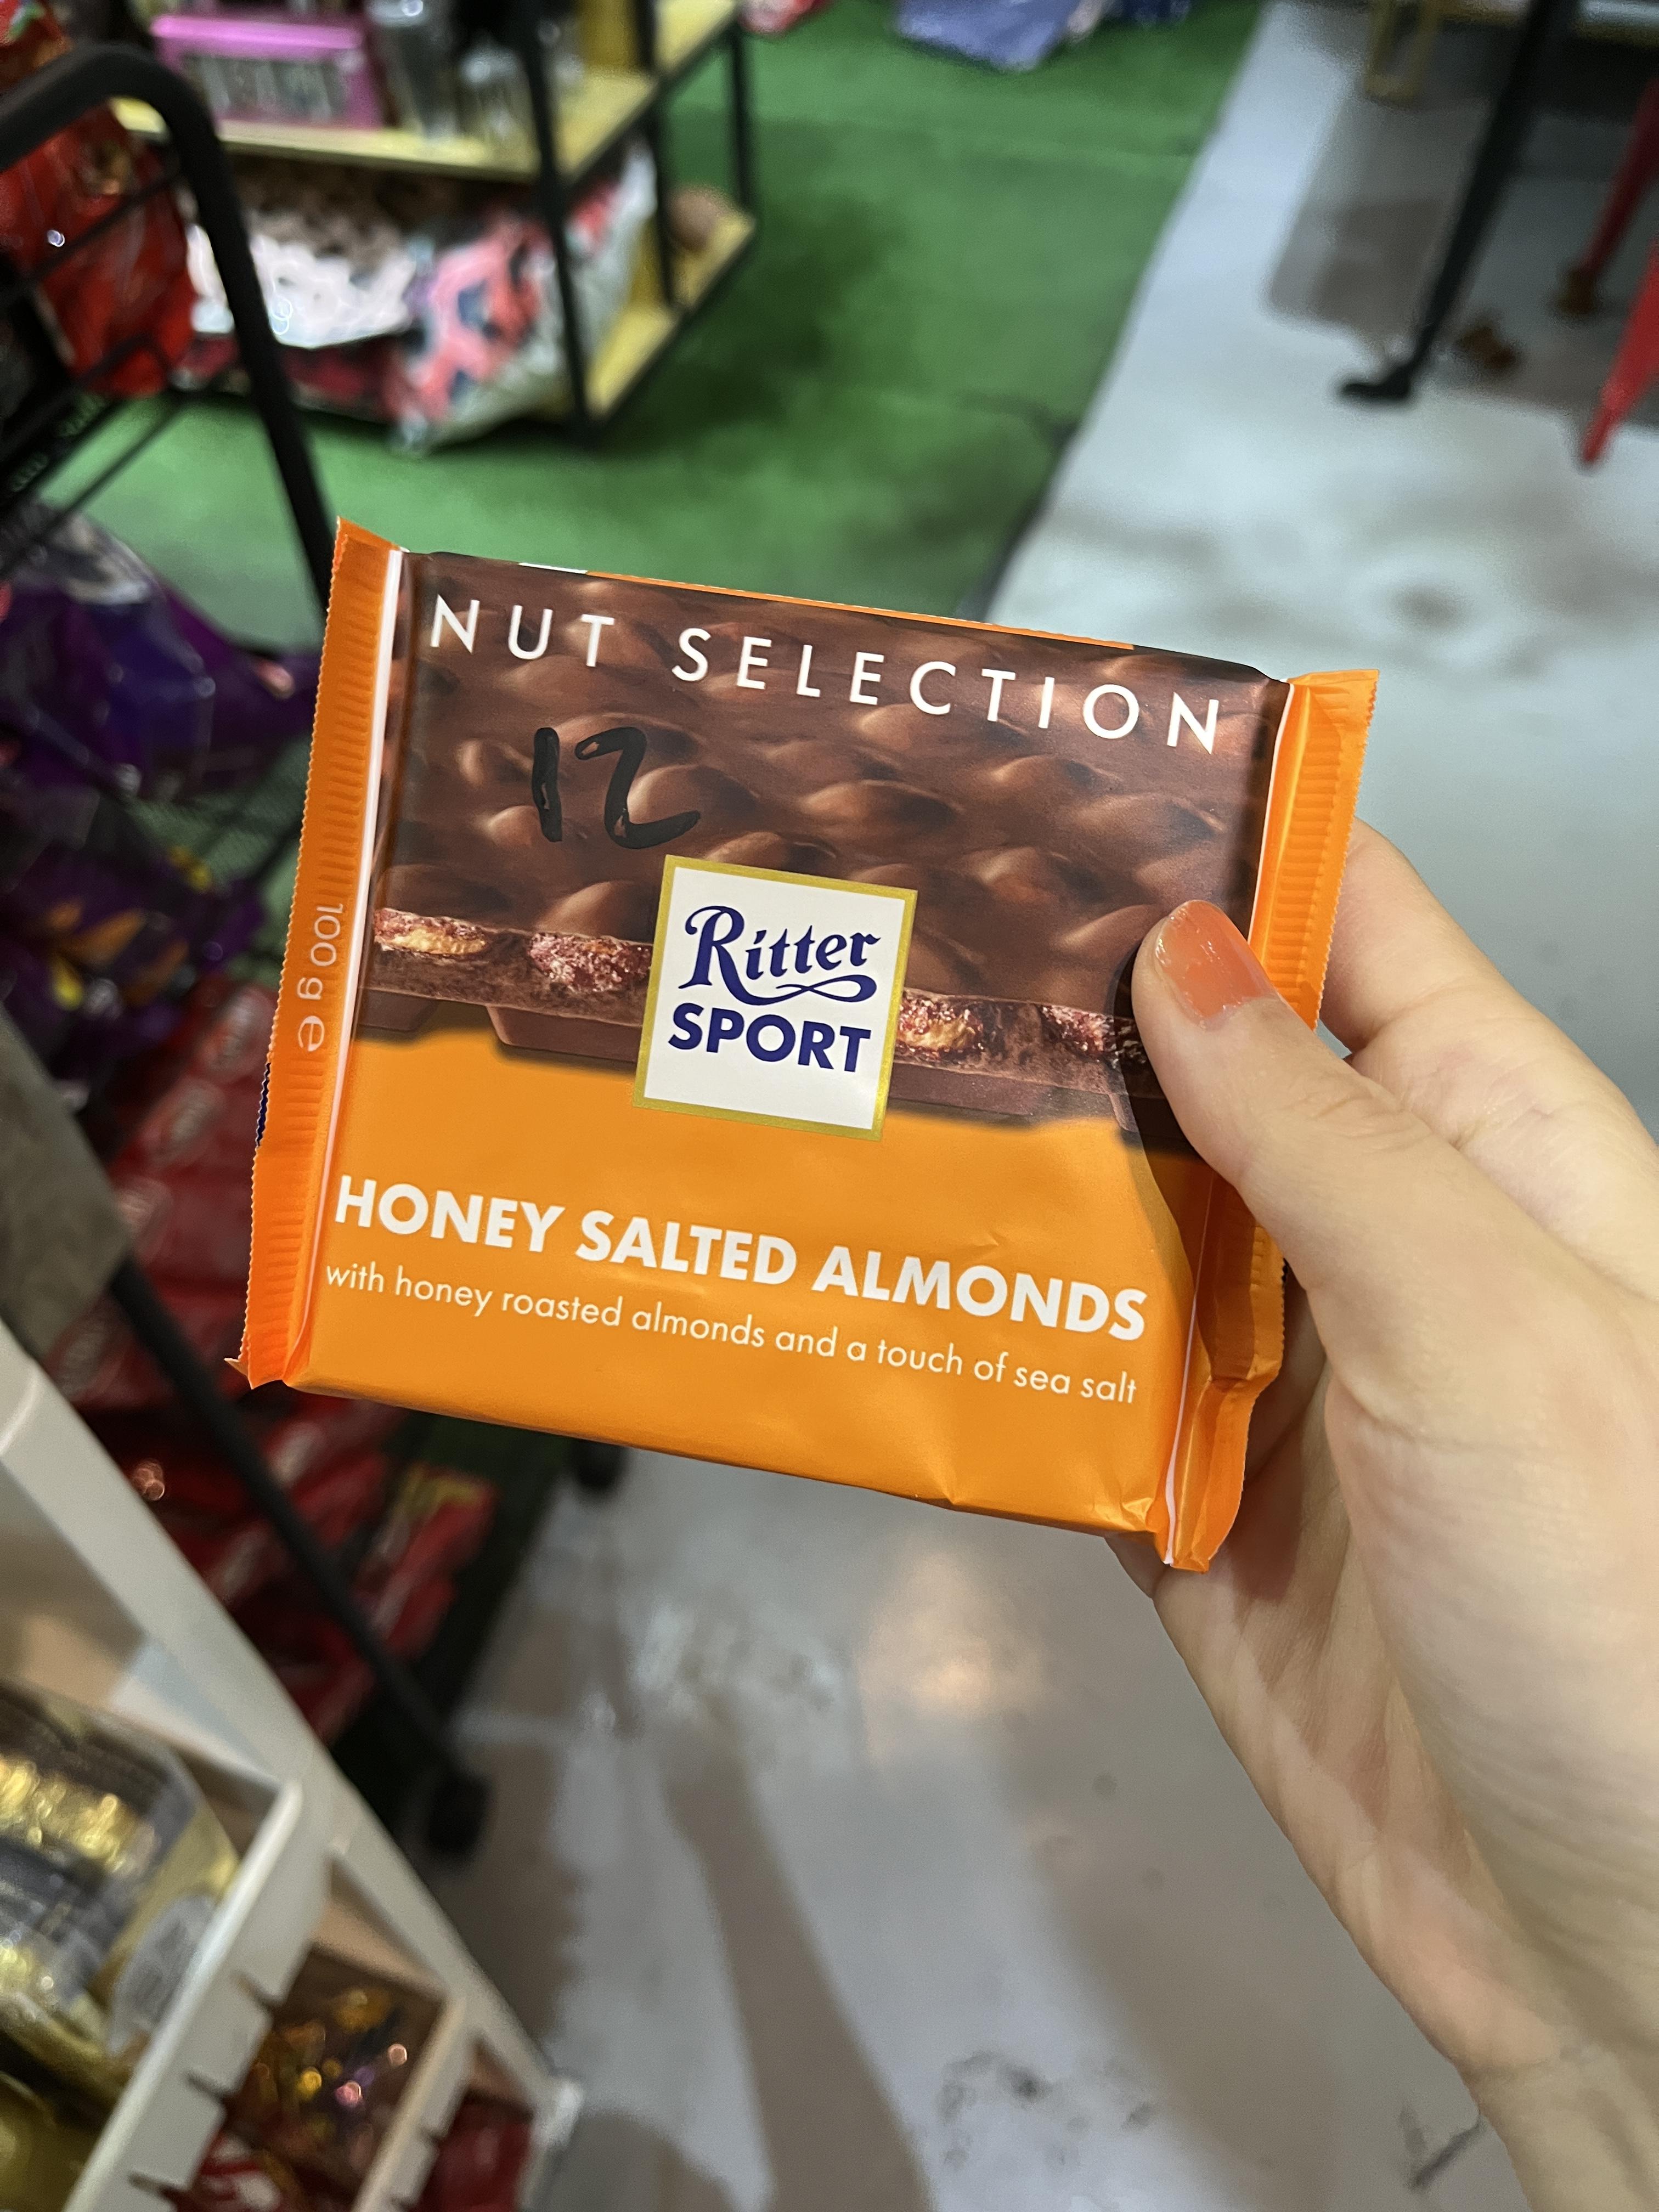 NUT SELECTION
12
100 g e
Ritter
SPORT
HONEY SALTED ALMONDS
with honey roasted almonds and a touch of sea salt